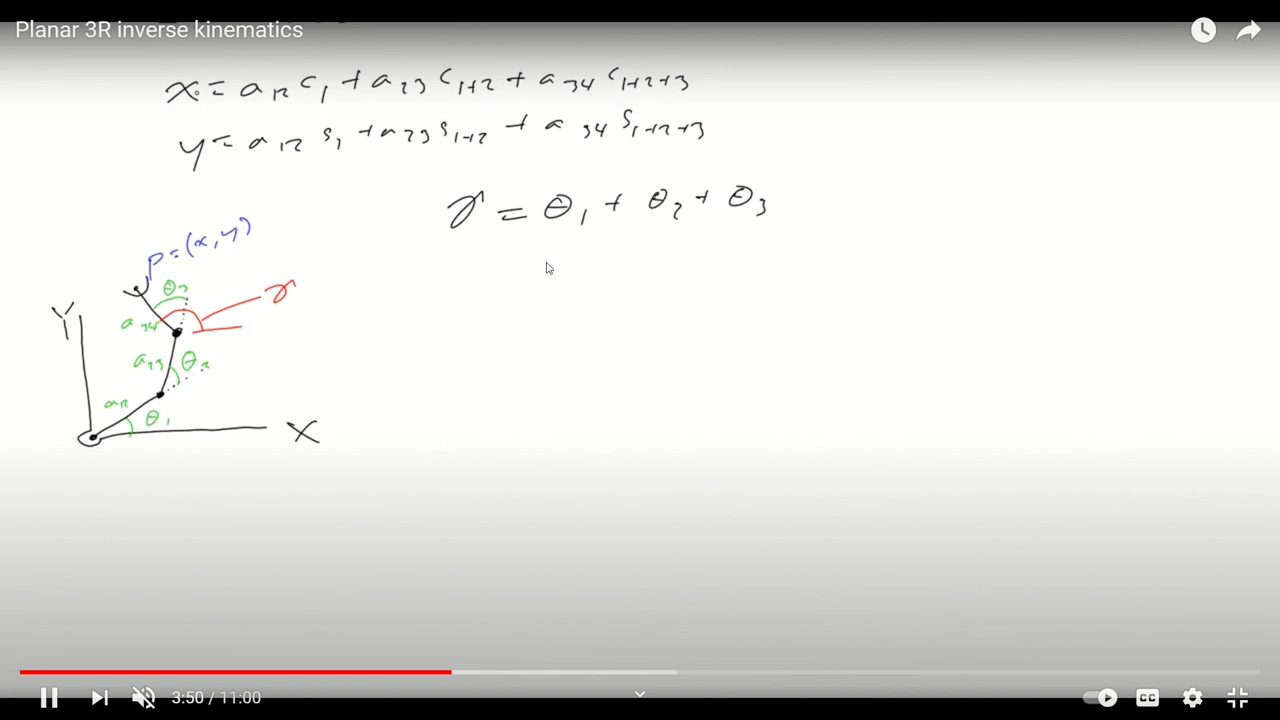 Planar 3R inverse kinematics
x = a₁₂ c₁ + a₂₃ c₁₊₂ + a₃₄ c₁₊₂₊₃
y = a₁₂ s₁ + a₂₃ s₁₊₂ + a₃₄ s₁₊₂₊₃
γ = θ₁ + θ₂ + θ₃
P = (x, y)
θ₃
γ
Y
a₃₄
a₂₃ θ₂
a₁₂
θ₁
X
3:50 / 11:00
CC